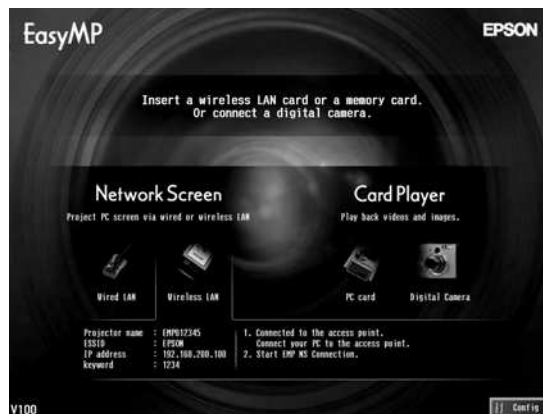 EasyMP
EPSON
Insert a wireless LAN card or a memory card.
Or connect a digital camera.
Network Screen
Project PC screen via wired or wireless LAN
Card Player
Play back videos and images.
Wired LAN
Wireless LAN
PC card
Digital Camera
Projector name : EMP612345
ESSID : EPSON
IP address : 192.168.200.100
keyword : 1234
1. Connected to the access point.
Connect your PC to the access point.
2. Start EMP NS Connection.
V100
Config